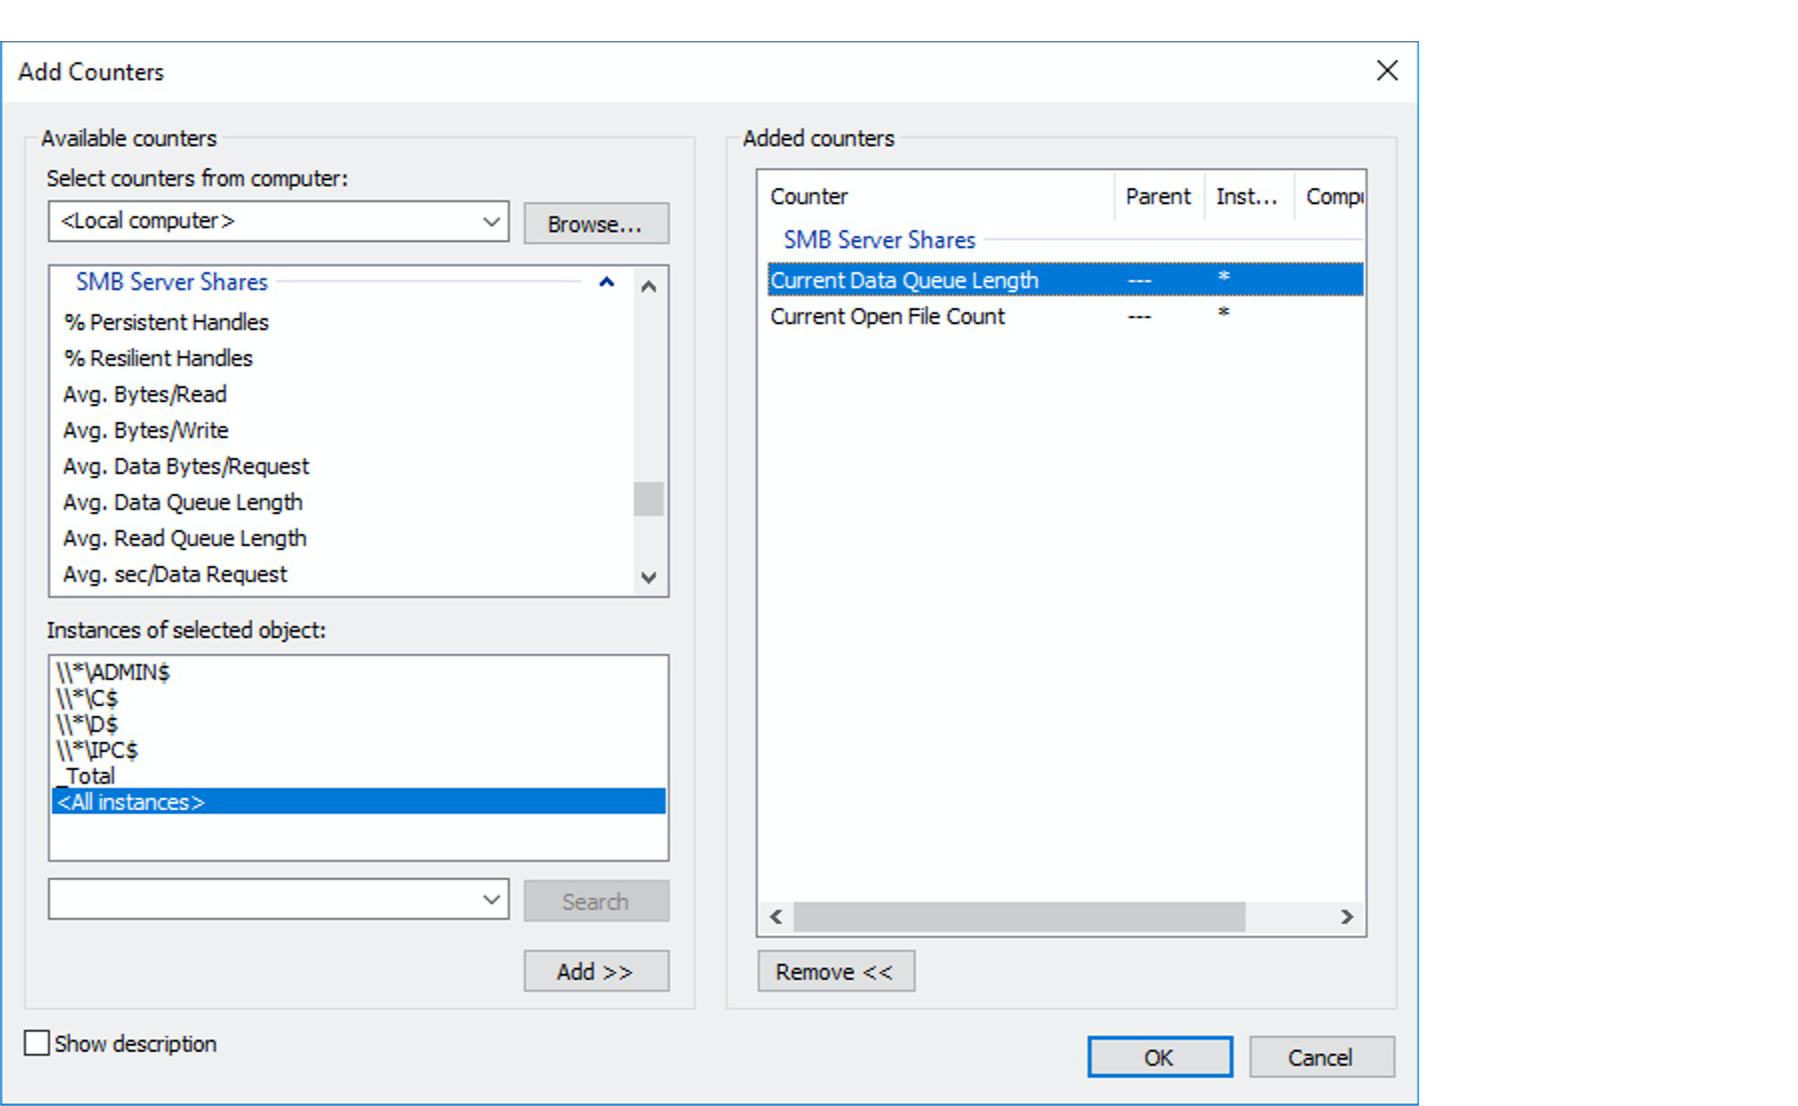 Add Counters
Available counters
Select counters from computer:
<Local computer>
Browse...
SMB Server Shares
% Persistent Handles
% Resilient Handles
Avg. Bytes/Read
Avg. Bytes/Write
Avg. Data Bytes/Request
Avg. Data Queue Length
Avg. Read Queue Length
Avg. sec/Data Request
Instances of selected object:
\\*\ADMIN$
\\*\C$
\\*\D$
\\*\IPC$
_Total
<All instances>
Search
Add >>
Added counters
Counter Parent Inst... Compu
SMB Server Shares
Current Data Queue Length --- *
Current Open File Count --- *
Remove <<
Show description
OK
Cancel